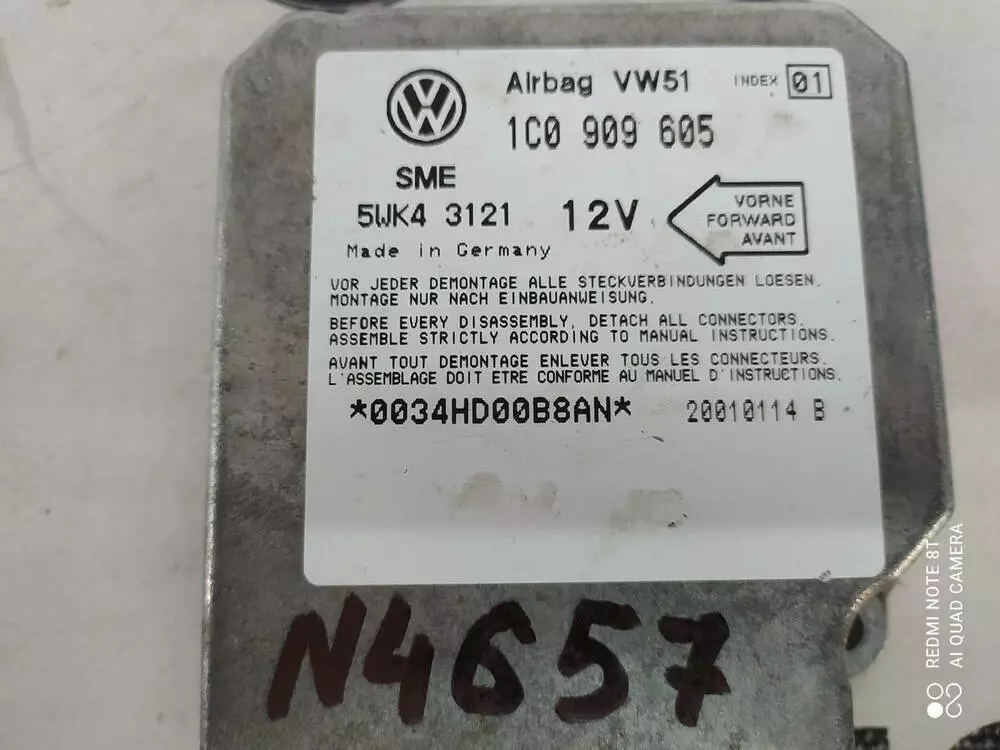 Airbag VW51 INDEX 01
1C0 909 605
SME
5WK4 3121 12V
VORNE
FORWARD
AVANT
Made in Germany
VOR JEDER DEMONTAGE ALLE STECKVERBINDUNGEN LOESEN.
MONTAGE NUR NACH EINBAUANWEISUNG.
BEFORE EVERY DISASSEMBLY, DETACH ALL CONNECTORS.
ASSEMBLE STRICTLY ACCORDING TO MANUAL INSTRUCTIONS.
AVANT TOUT DEMONTAGE ENLEVER TOUS LES CONNECTEURS.
L'ASSEMBLAGE DOIT ETRE CONFORME AU MANUEL D'INSTRUCTIONS.
*0034HD00B8AN* 20010114 B
N4657
REDMI NOTE 8T
AI QUAD CAMERA